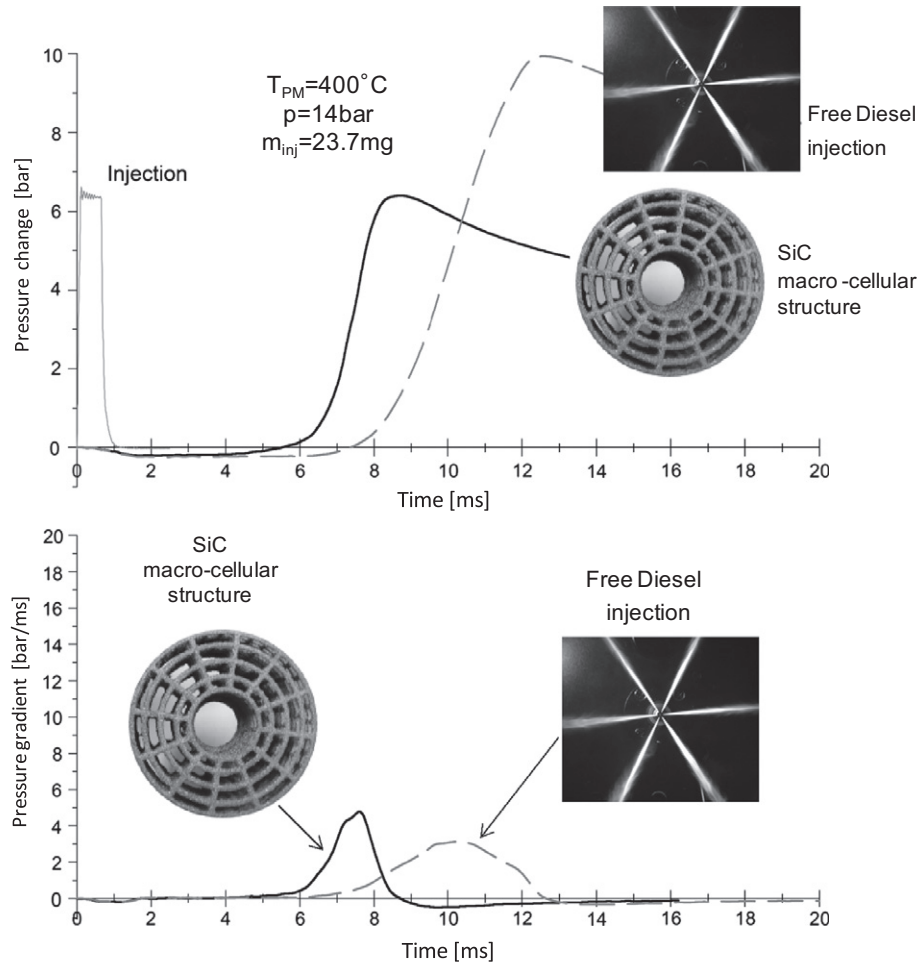 10
T_PM=400°C
p=14bar
m_inj=23.7mg
Free Diesel
injection
8
Injection
6
SiC
macro -cellular
structure
4
2
0
0 2 4 6 8 10 12 14 16 18 20
Pressure change [bar]
Time [ms]
20
SiC
macro-cellular
structure
18
Free Diesel
injection
16
14
12
10
8
6
4
2
0
0 2 4 6 8 10 12 14 16 18 20
Pressure gradient [bar/ms]
Time [ms]